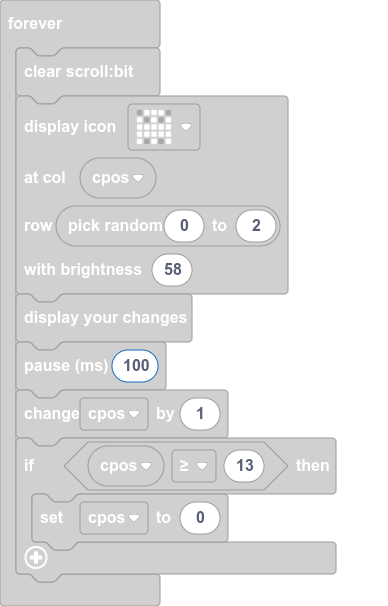 forever
clear scroll:bit
display icon
at col cpos
row pick random 0 to 2
with brightness 58
display your changes
pause (ms) 100
change cpos by 1
if cpos ≥ 13 then
set cpos to 0